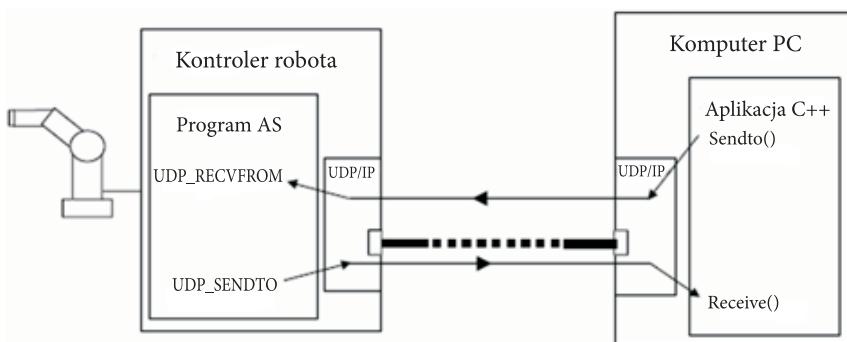 Kontroler robota
Program AS
UDP_RECVFROM
UDP/IP
UDP_SENDTO
Komputer PC
Aplikacja C++
Sendto()
UDP/IP
Receive()